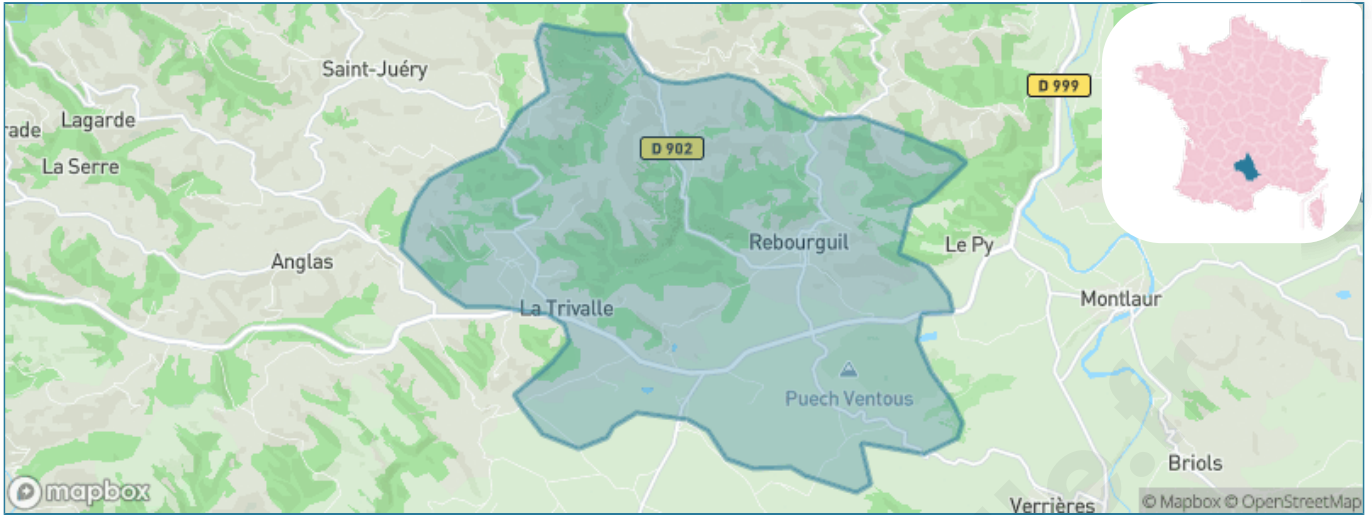 Saint-Juéry
D 999
Lagarde
rade
D 902
La Serre
Rebourguil
Le Py
Anglas
Montlaur
La Trivalle
Puech Ventous
Briols
mapbox
Verrières
© Mapbox © OpenStreetMap